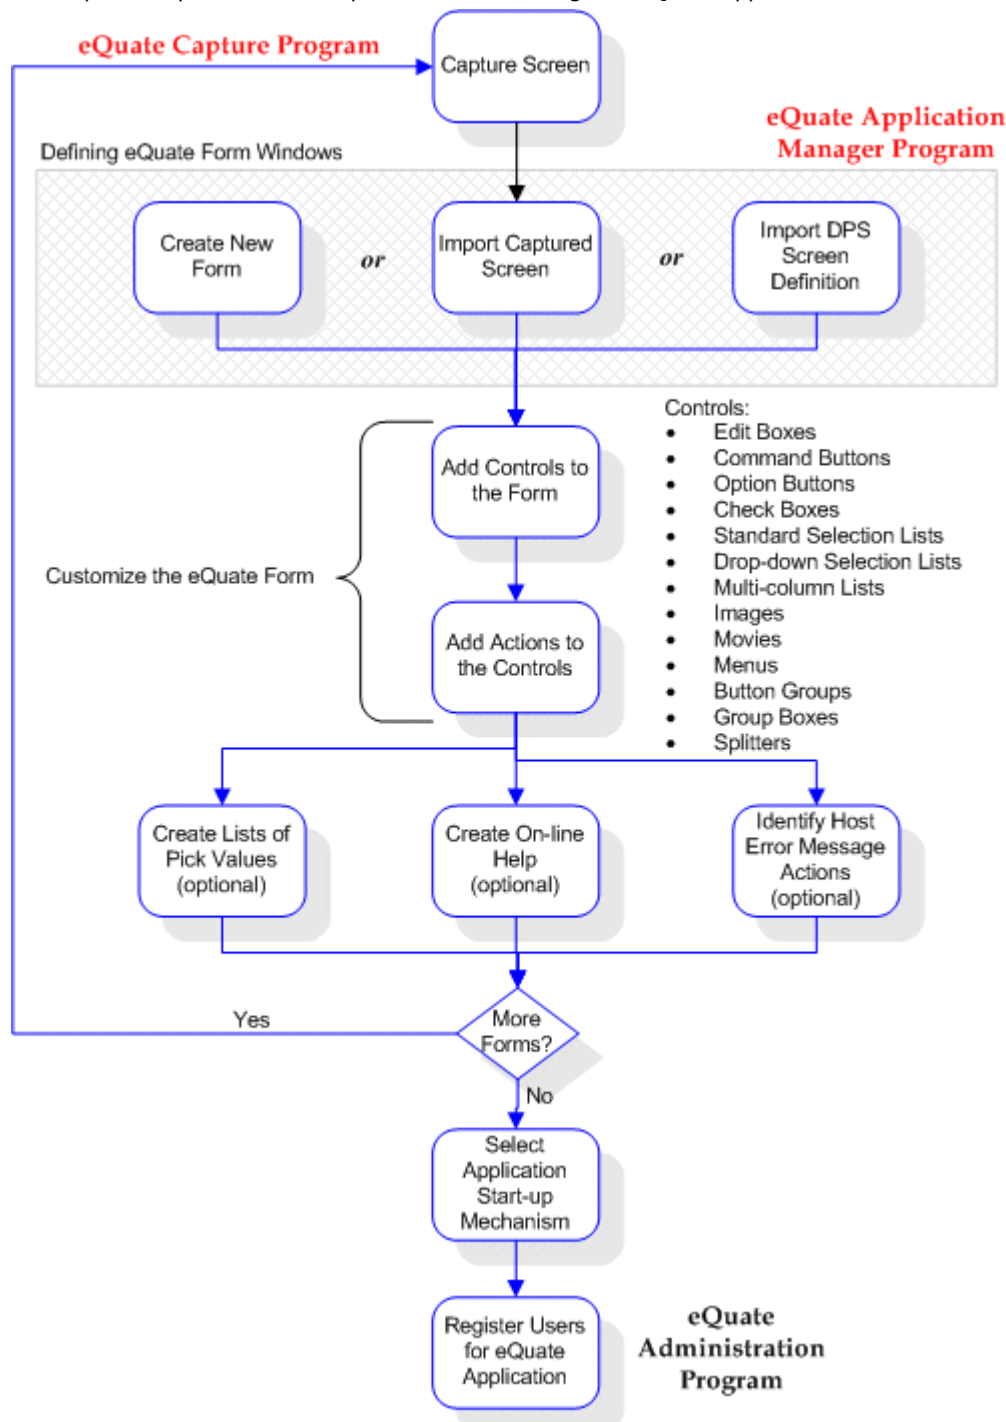 eQuate Capture Program
Capture Screen
eQuate Application
Manager Program
Defining eQuate Form Windows
Create New
Form
or
Import Captured
Screen
or
Import DPS
Screen
Definition
Customize the eQuate Form
Add Controls to
the Form
Add Actions to
the Controls
Controls:
• Edit Boxes
• Command Buttons
• Option Buttons
• Check Boxes
• Standard Selection Lists
• Drop-down Selection Lists
• Multi-column Lists
• Images
• Movies
• Menus
• Button Groups
• Group Boxes
• Splitters
Create Lists of
Pick Values
(optional)
Create On-line
Help
(optional)
Identify Host
Error Message
Actions
(optional)
More
Forms?
Yes
No
Select
Application
Start-up
Mechanism
Register Users
for eQuate
Application
eQuate
Administration
Program